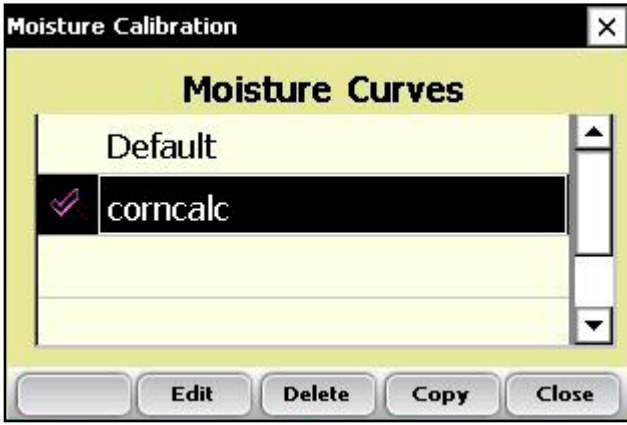 Moisture Calibration
Moisture Curves
Default
corncalc
Edit Delete Copy Close